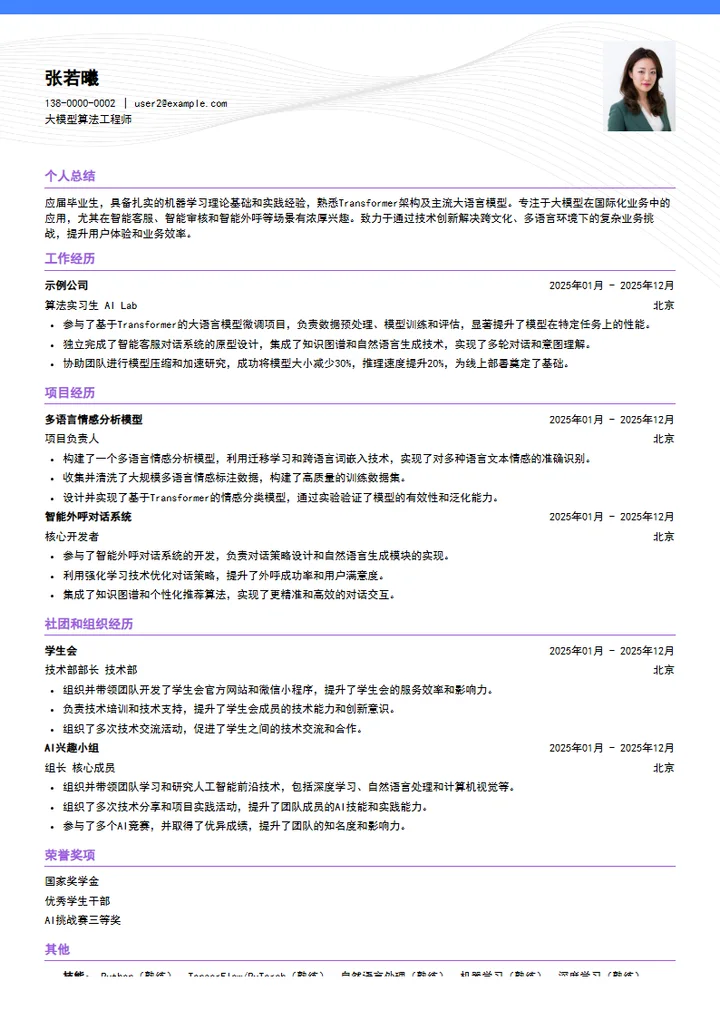 张若曦
138-0000-0002 | user2@example.com
大模型算法工程师
个人总结
应届毕业生，具备扎实的机器学习理论基础和实践经验，熟悉Transformer架构及主流大语言模型。专注于大模型在国际化业务中的
应用，尤其在智能客服、智能审核和智能外呼等场景有浓厚兴趣。致力于通过技术创新解决跨文化、多语言环境下的复杂业务挑
战，提升用户体验和业务效率。
工作经历
示例公司 2025年01月 - 2025年12月
算法实习生 AI Lab 北京
• 参与了基于Transformer的大语言模型微调项目，负责数据预处理、模型训练和评估，显著提升了模型在特定任务上的性能。
• 独立完成了智能客服对话系统的原型设计，集成了知识图谱和自然语言生成技术，实现了多轮对话和意图理解。
• 协助团队进行模型压缩和加速研究，成功将模型大小减少30%，推理速度提升20%，为线上部署奠定了基础。
项目经历
多语言情感分析模型 2025年01月 - 2025年12月
项目负责人 北京
• 构建了一个多语言情感分析模型，利用迁移学习和跨语言词嵌入技术，实现了对多种语言文本情感的准确识别。
• 收集并清洗了大规模多语言情感标注数据，构建了高质量的训练数据集。
• 设计并实现了基于Transformer的情感分类模型，通过实验验证了模型的有效性和泛化能力。
智能外呼对话系统 2025年01月 - 2025年12月
核心开发者 北京
• 参与了智能外呼对话系统的开发，负责对话策略设计和自然语言生成模块的实现。
• 利用强化学习技术优化对话策略，提升了外呼成功率和用户满意度。
• 集成了知识图谱和个性化推荐算法，实现了更精准和高效的对话交互。
社团和组织经历
学生会 2025年01月 - 2025年12月
技术部部长 技术部 北京
• 组织并带领团队开发了学生会官方网站和微信小程序，提升了学生会的服务效率和影响力。
• 负责技术培训和技术支持，提升了学生会成员的技术能力和创新意识。
• 组织了多次技术交流活动，促进了学生之间的技术交流和合作。
AI兴趣小组 2025年01月 - 2025年12月
组长 核心成员 北京
• 组织并带领团队学习和研究人工智能前沿技术，包括深度学习、自然语言处理和计算机视觉等。
• 组织了多次技术分享和项目实践活动，提升了团队成员的AI技能和实践能力。
• 参与了多个AI竞赛，并取得了优异成绩，提升了团队的知名度和影响力。
荣誉奖项
国家奖学金
优秀学生干部
AI挑战赛三等奖
其他
技能： Python（熟练）， TensorFlow/PyTorch（熟练）， 自然语言处理（熟练）， 机器学习（熟练）， 深度学习（熟练）